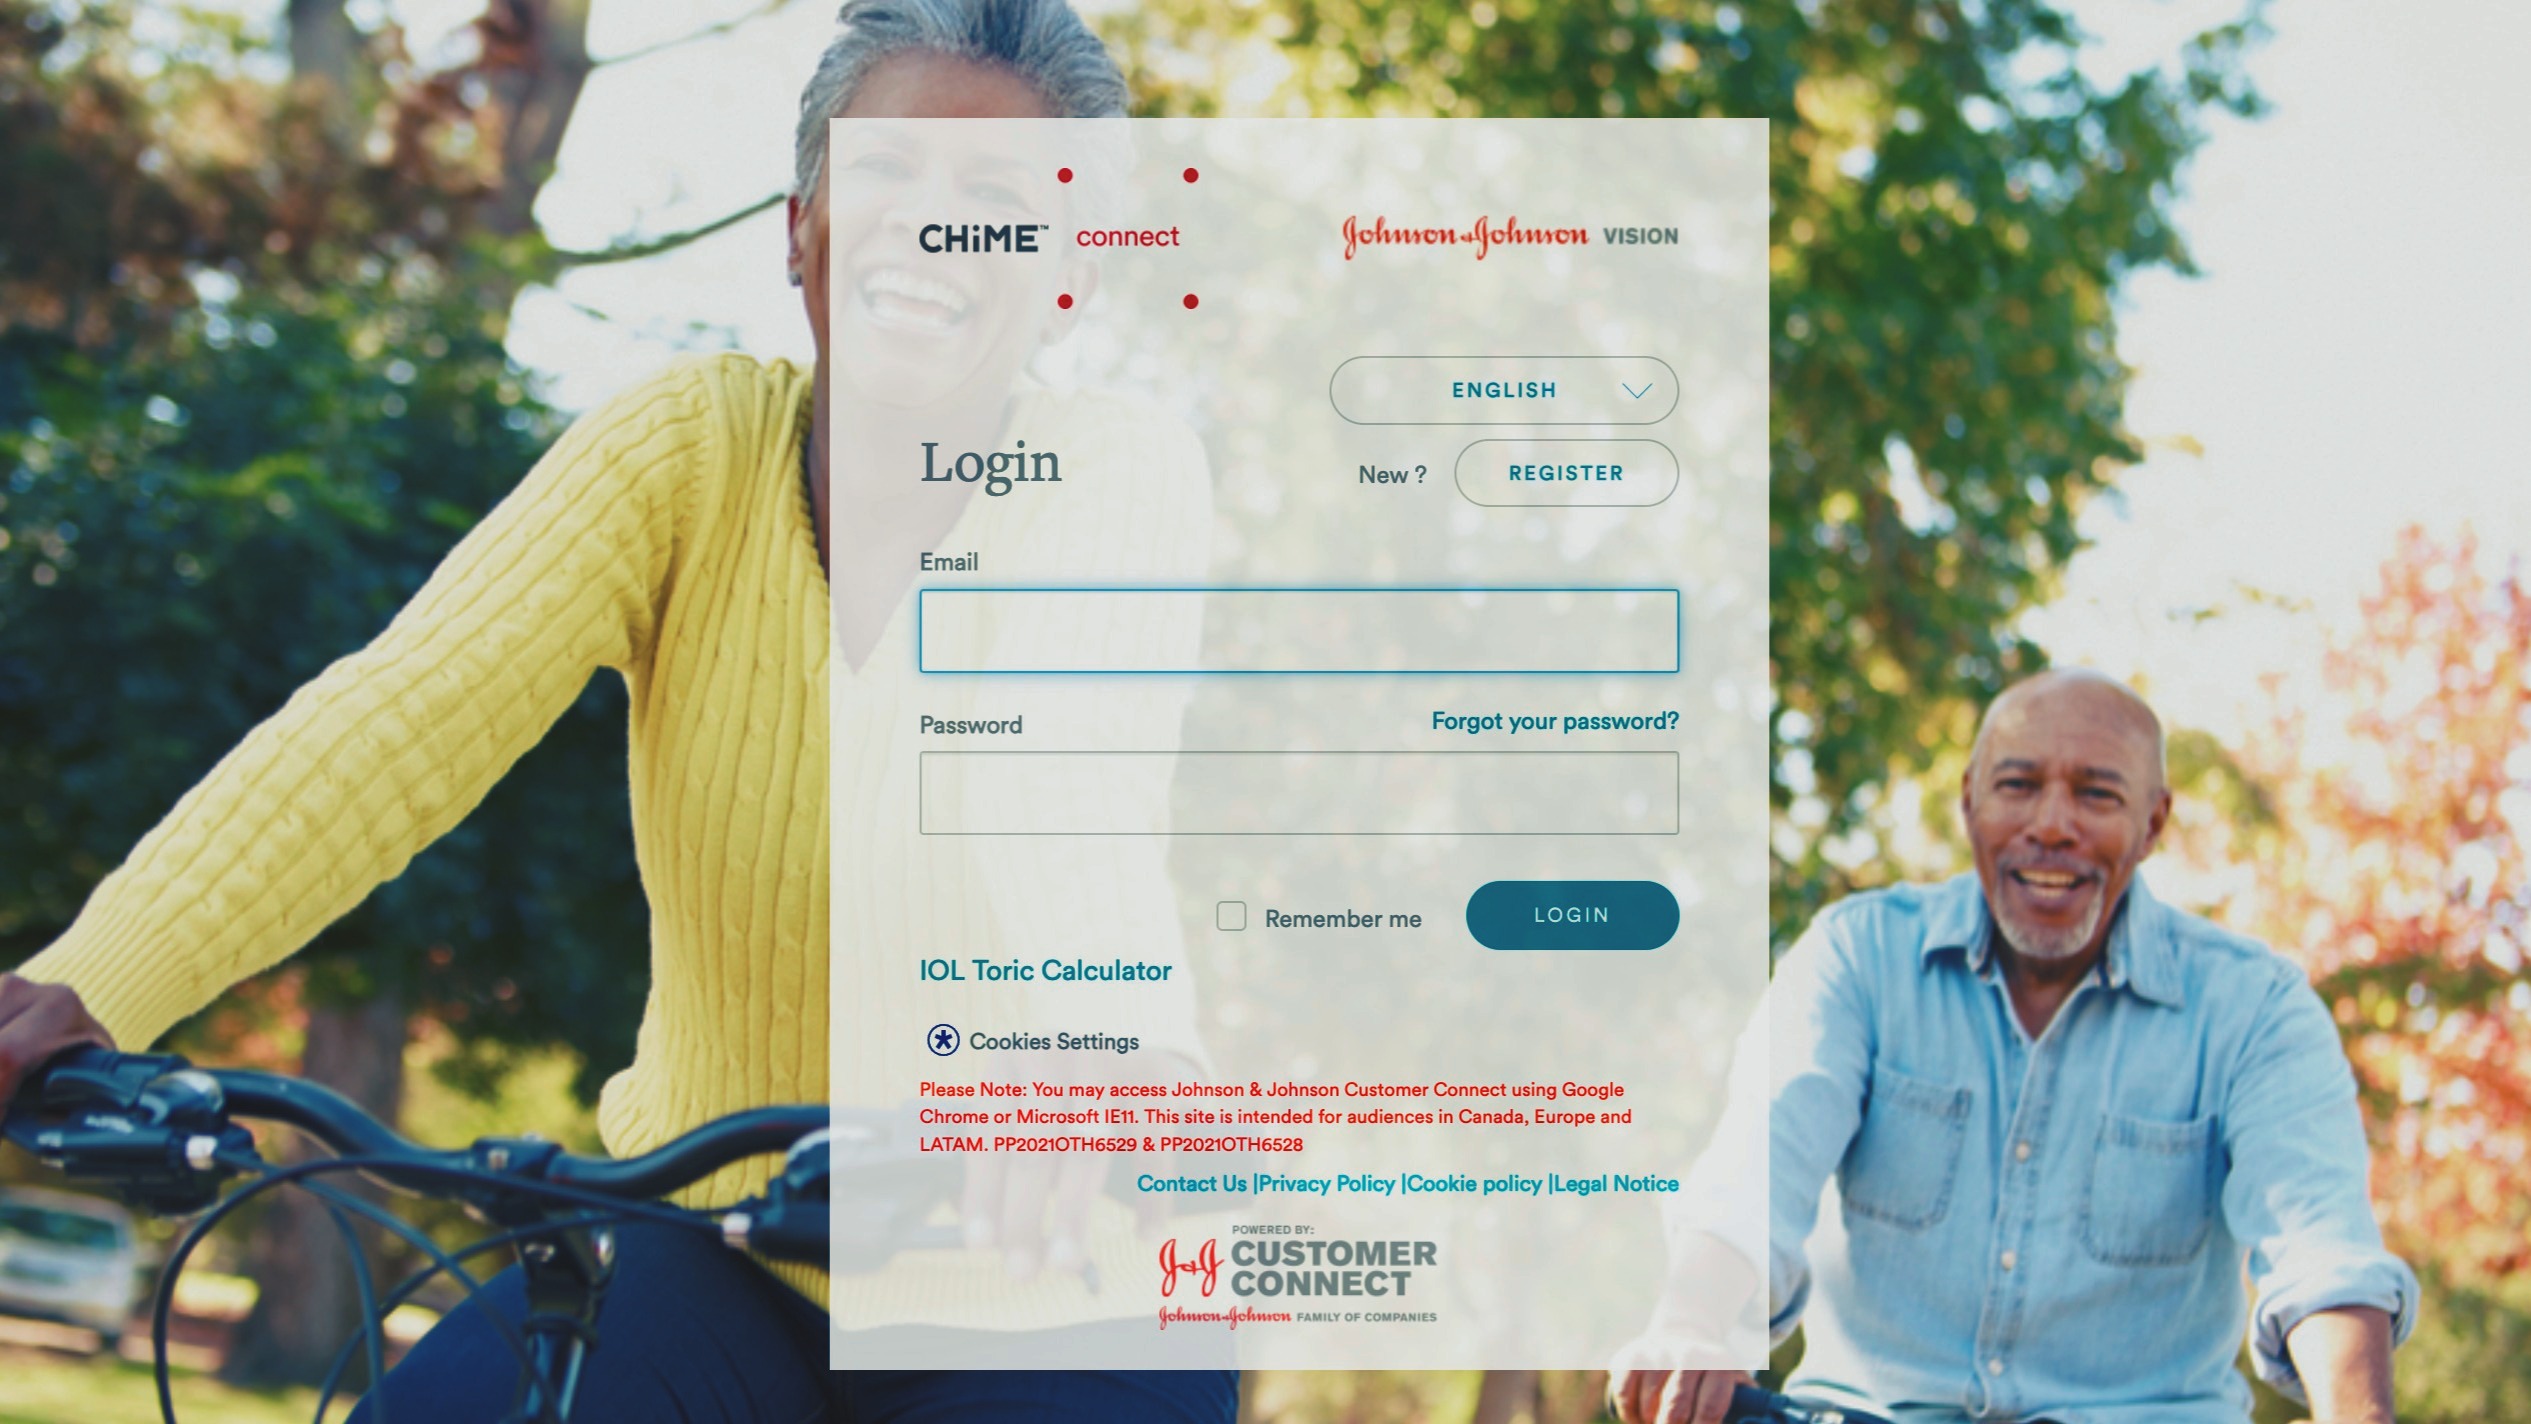 CHiME™ connect
Johnson & Johnson VISION
ENGLISH
Login
New ? REGISTER
Email
Password
Forgot your password?
Remember me
LOGIN
IOL Toric Calculator
Cookies Settings
Please Note: You may access Johnson & Johnson Customer Connect using Google
Chrome or Microsoft IE11. This site is intended for audiences in Canada, Europe and
LATAM. PP2021OTH6529 & PP2021OTH6528
Contact Us |Privacy Policy |Cookie policy |Legal Notice
POWERED BY:
J&J CUSTOMER
CONNECT
Johnson & Johnson FAMILY OF COMPANIES